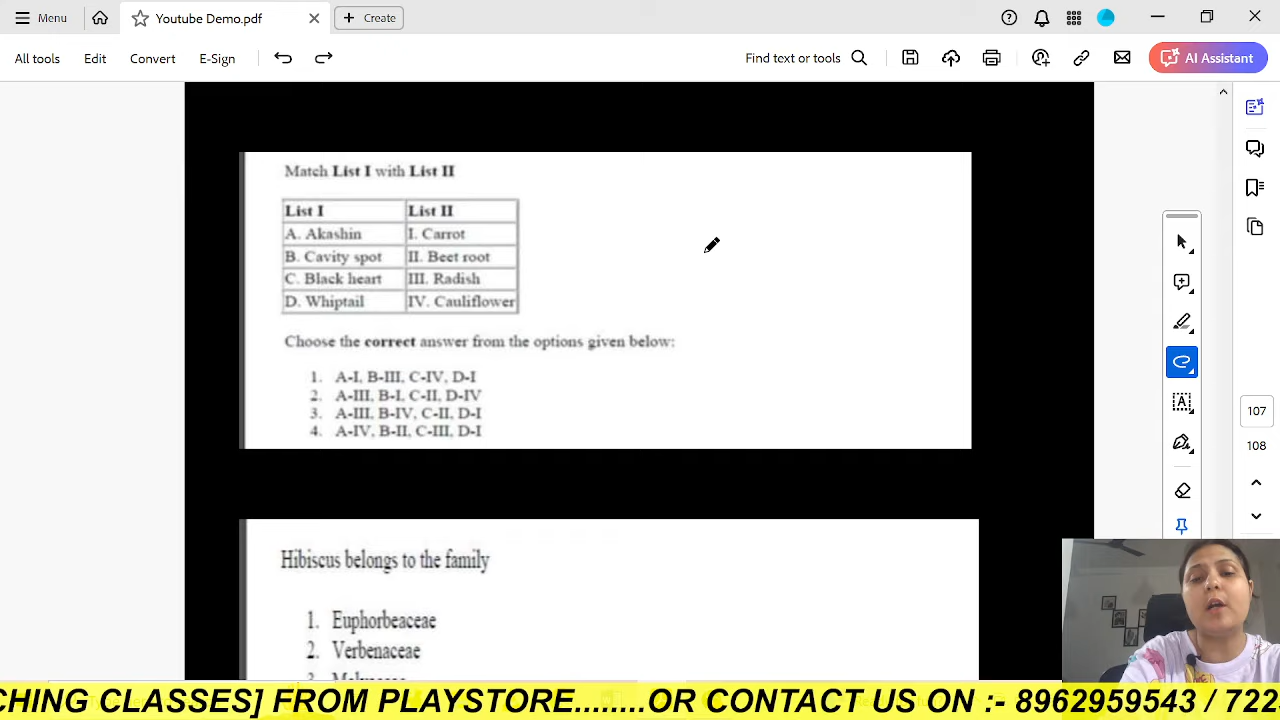 Menu
Youtube Demo.pdf
Create
All tools
Edit
Convert
E-Sign
Find text or tools
AI Assistant
Match List I with List II
List I List II
A. Akashin I. Carrot
B. Cavity spot II. Beet root
C. Black heart III. Radish
D. Whiptail IV. Cauliflower
Choose the correct answer from the options given below:
1. A-I, B-III, C-IV, D-I
2. A-III, B-I, C-II, D-IV
3. A-III, B-IV, C-II, D-I
4. A-IV, B-II, C-III, D-I
107
108
Hibiscus belongs to the family
1. Euphorbeaceae
2. Verbenaceae
3.
CHING CLASSES] FROM PLAYSTORE........OR CONTACT US ON :- 8962959543 / 722